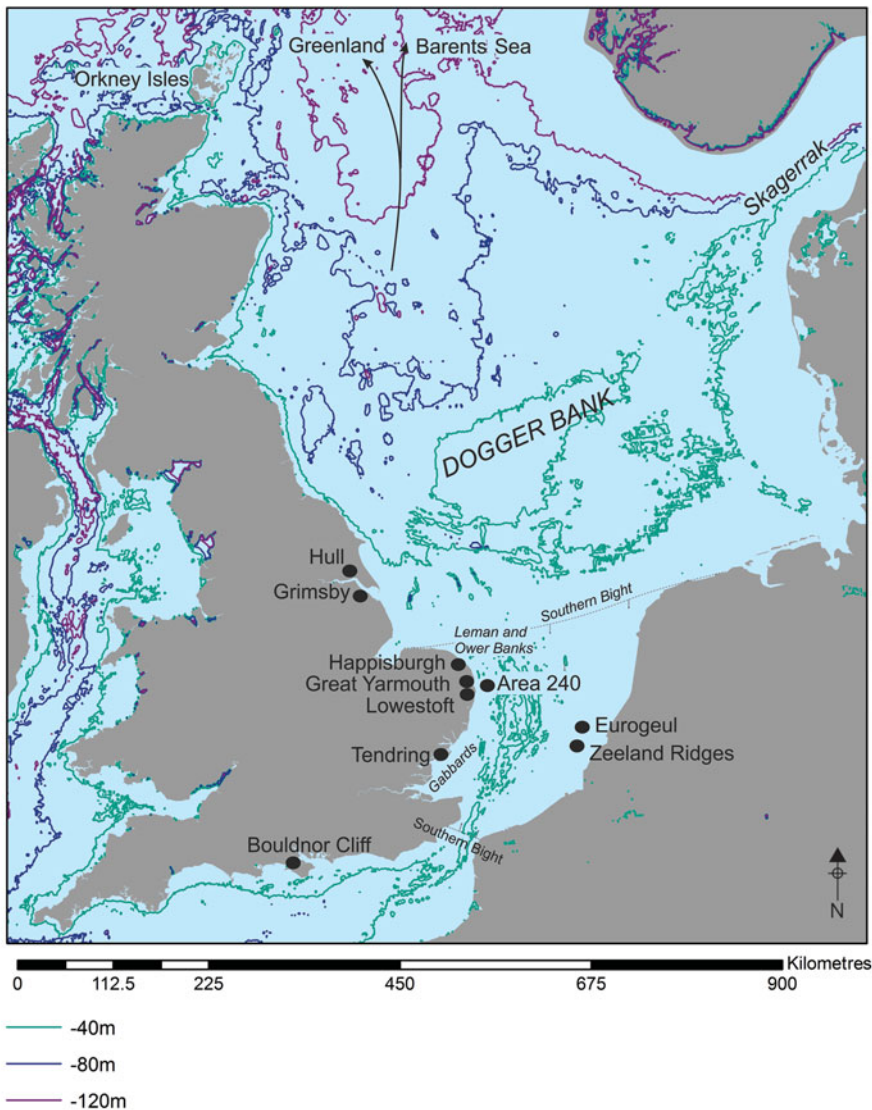 Greenland
Barents Sea
Orkney Isles
Skagerrak
DOGGER BANK
Hull
Grimsby
Southern Bight
Leman and
Ower Banks
Happisburgh
Great Yarmouth
Area 240
Lowestoft
Eurogeul
Tendring
Zeeland Ridges
Gabbards
Southern Bight
Bouldnor Cliff
N
Kilometres
0 112.5 225 450 675 900
-40m
-80m
-120m